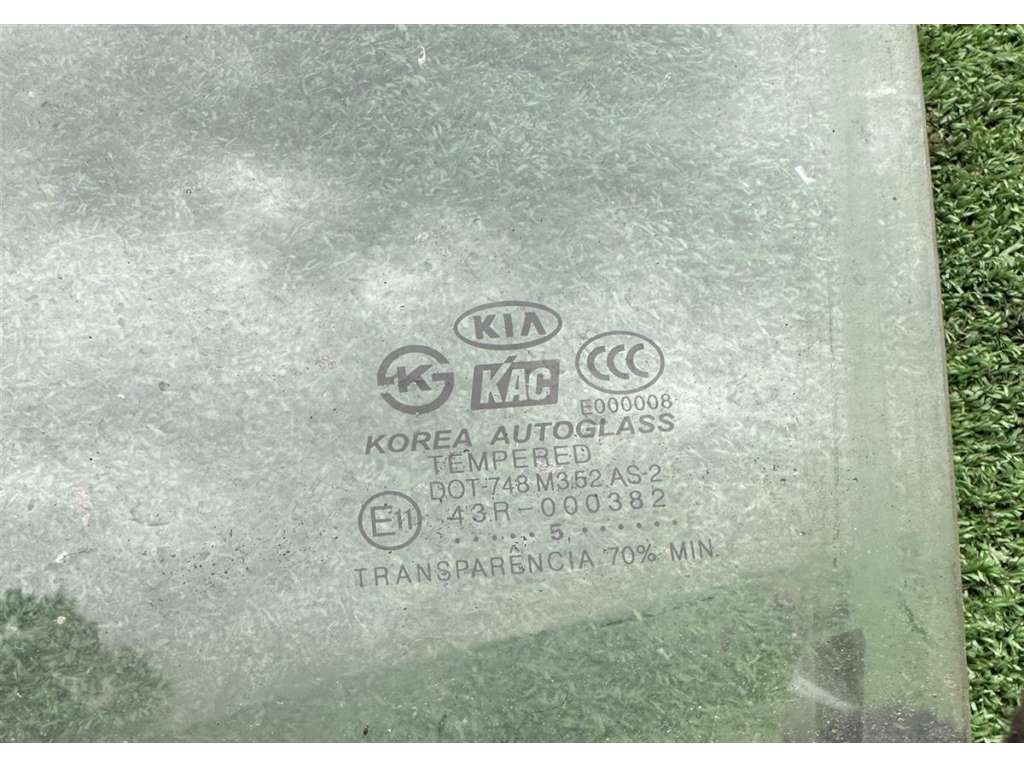 KIA
KS KAC CCC
E000008
KOREA AUTOGLASS
TEMPERED
DOT-748 M352 AS-2
E11 43R-000382
. . . . . 5 . . . . . .
TRANSPARÊNCIA 70% MIN.